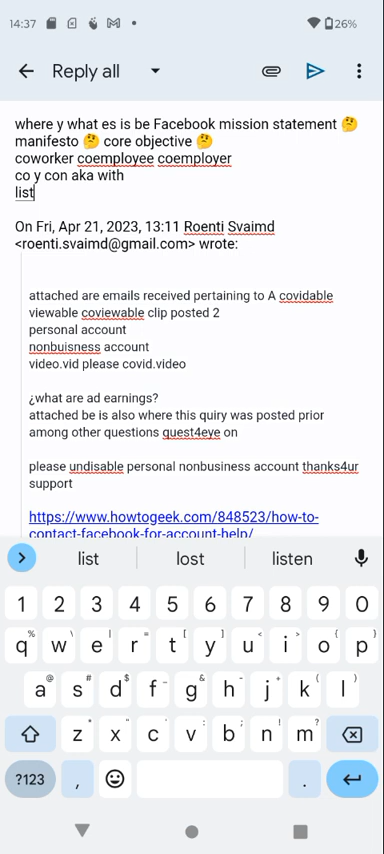 14:37
26%
Reply all
where y what es is be Facebook mission statement 🤔
manifesto 🤔 core objective 🤔
coworker coemployee coemployer
co y con aka with
list
On Fri, Apr 21, 2023, 13:11 Roenti Svaimd
<roenti.svaimd@gmail.com> wrote:
attached are emails received pertaining to A covidable
viewable coviewable clip posted 2
personal account
nonbuisness account
video.vid please covid.video
¿what are ad earnings?
attached be is also where this quiry was posted prior
among other questions quest4eye on
please undisable personal nonbusiness account thanks4ur
support
https://www.howtogeek.com/848523/how-to-
contact-facebook-for-account-help/
list lost listen
1 2 3 4 5 6 7 8 9 0
q% w\ e| r= t[ y] u< i> o{ p}
a@ s# d$ f_ g& h- j+ k( l)
z* x" c' v: b; n! m?
?123 , .